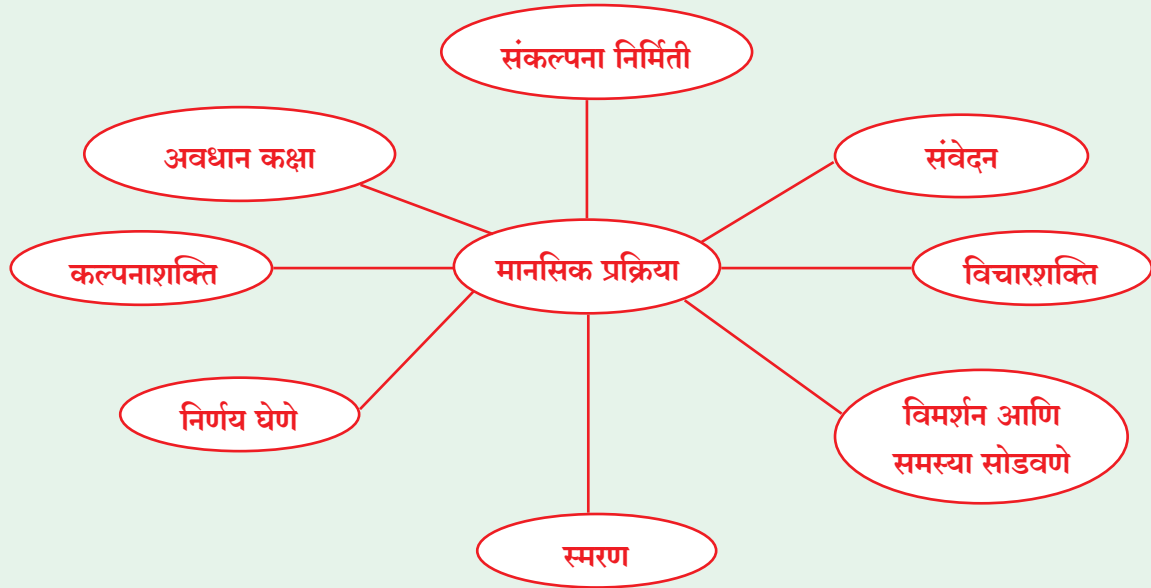 संकल्पना निर्मिती
अवधान कक्षा
संवेदन
कल्पनाशक्ति
मानसिक प्रक्रिया
विचारशक्ति
निर्णय घेणे
विमर्शन आणि
समस्या सोडवणे
स्मरण